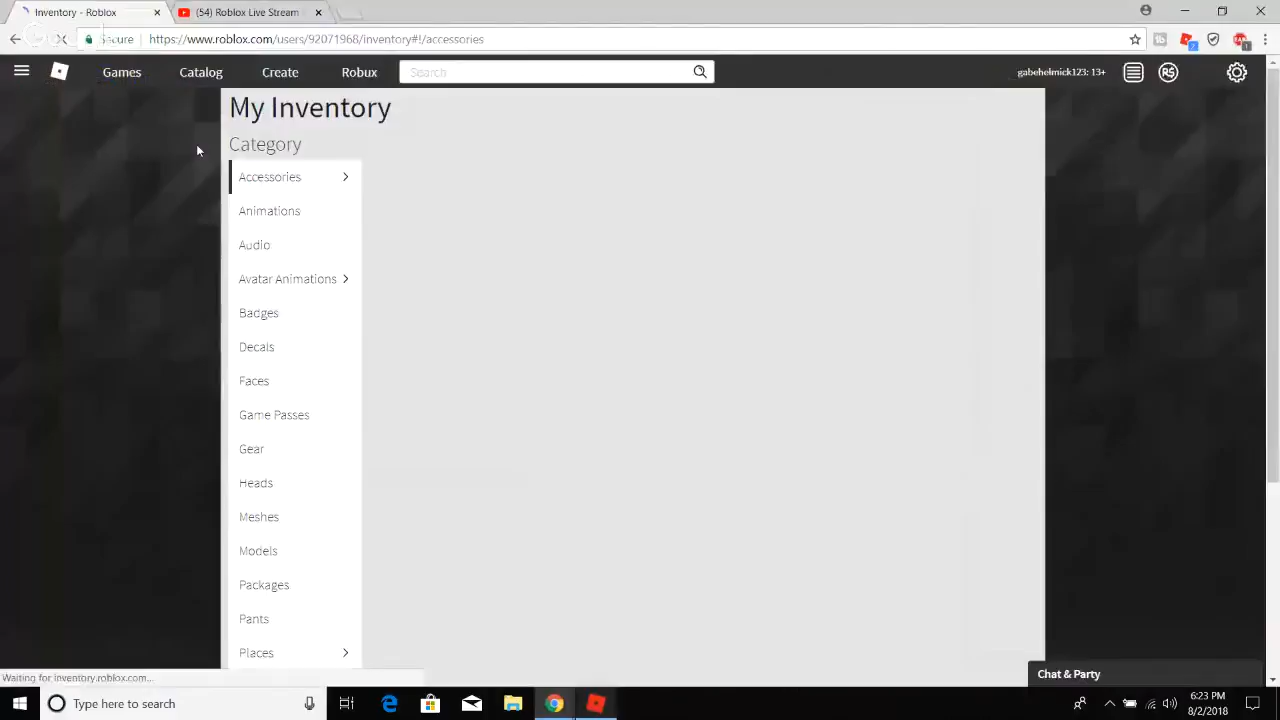 Inventory - Roblox
(54) Roblox Live Stream
Secure
https://www.roblox.com/users/92071968/inventory#!/accessories
2
1
Games
Catalog
Create
Robux
Search
gabehelmick123: 13+
R$
My Inventory
Category
Accessories
Animations
Audio
Avatar Animations
Badges
Decals
Faces
Game Passes
Gear
Heads
Meshes
Models
Packages
Pants
Places
Waiting for inventory.roblox.com...
Chat & Party
Type here to search
6:23 PM
8/2/2018